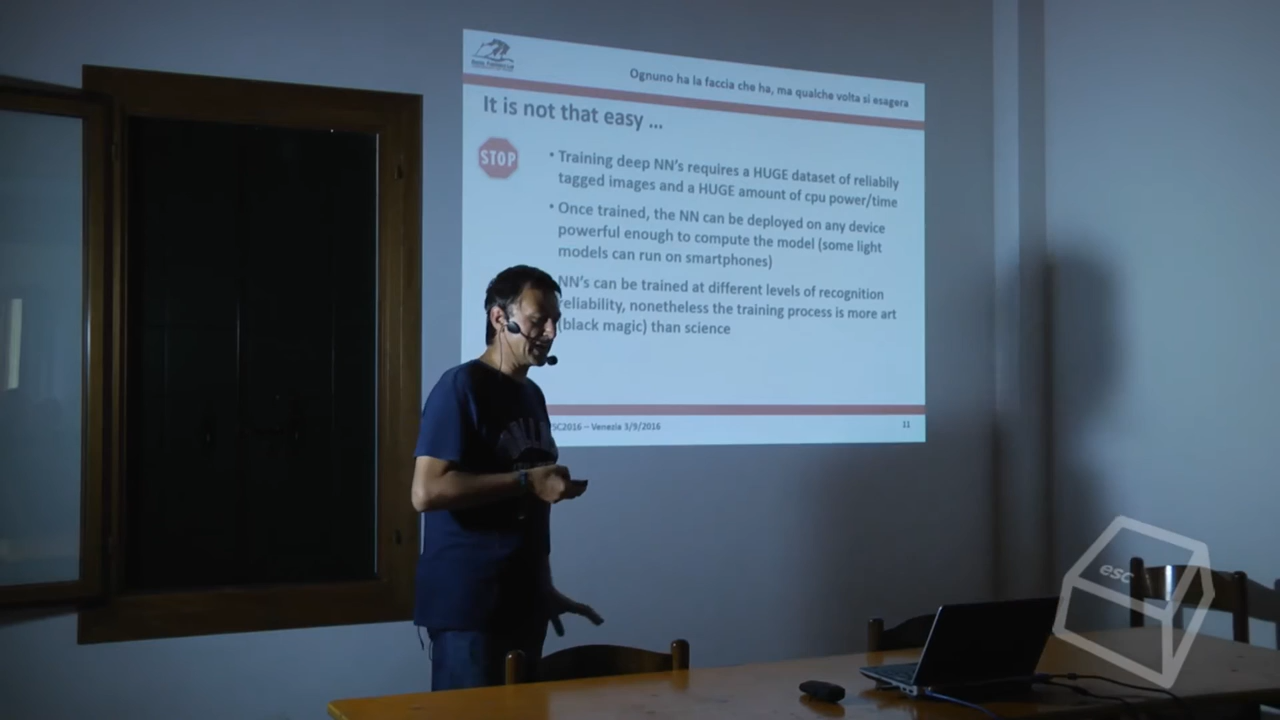 Ognuno ha la faccia che ha, ma qualche volta si esagera
It is not that easy ...
STOP
• Training deep NN's requires a HUGE dataset of reliabily
tagged images and a HUGE amount of cpu power/time
• Once trained, the NN can be deployed on any device
powerful enough to compute the model (some light
models can run on smartphones)
NN's can be trained at different levels of recognition
reliability, nonetheless the training process is more art
(black magic) than science
SC2016 – Venezia 3/9/2016
11
esc